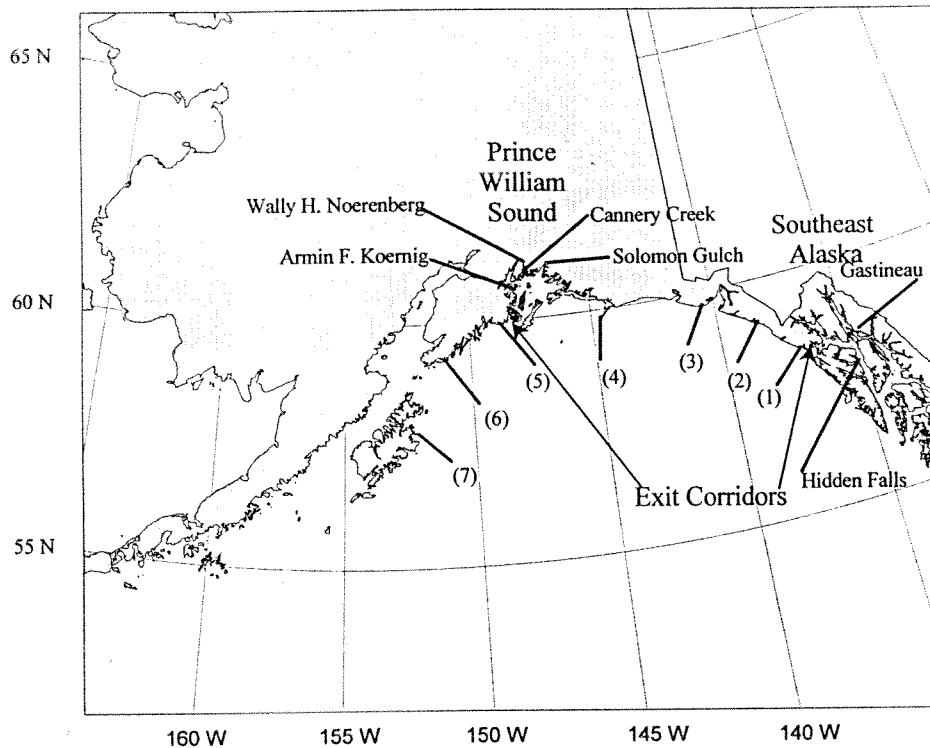 65 N
Prince
William
Sound
Wally H. Noerenberg
Cannery Creek
Southeast
Alaska
Armin F. Koernig
Solomon Gulch
Gastineau
60 N
(3)
(4)
(2)
(5)
(1)
(6)
(7)
Hidden Falls
Exit Corridors
55 N
160 W
155 W
150 W
145 W
140 W